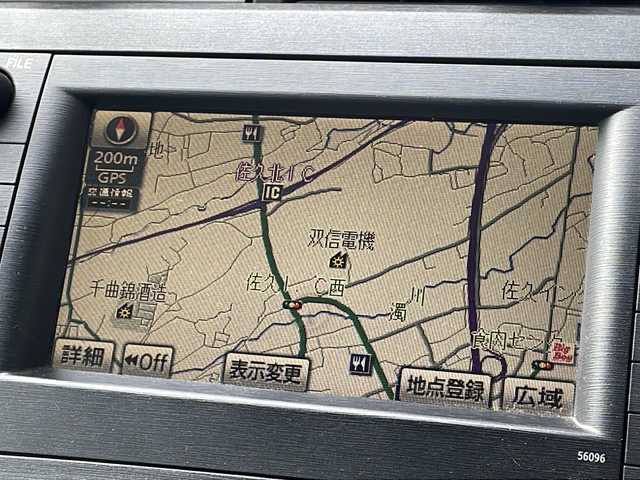 FILE
200m
GPS
交通情報
--:--
佐久北IC
IC
双信電機
千曲錦酒造
佐久I.C西
濁
川
佐久イン
食肉セン
Big Boy
詳細
◀◀Off
表示変更
地点登録
広域
56096